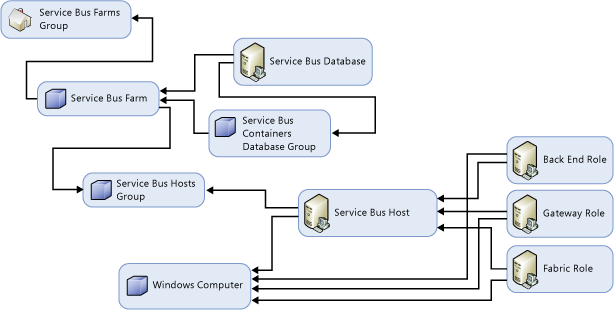 Service Bus Farms
Group
Service Bus Database
Service Bus Farm
Service Bus
Containers
Database Group
Back End Role
Service Bus Hosts
Group
Service Bus Host
Gateway Role
Fabric Role
Windows Computer